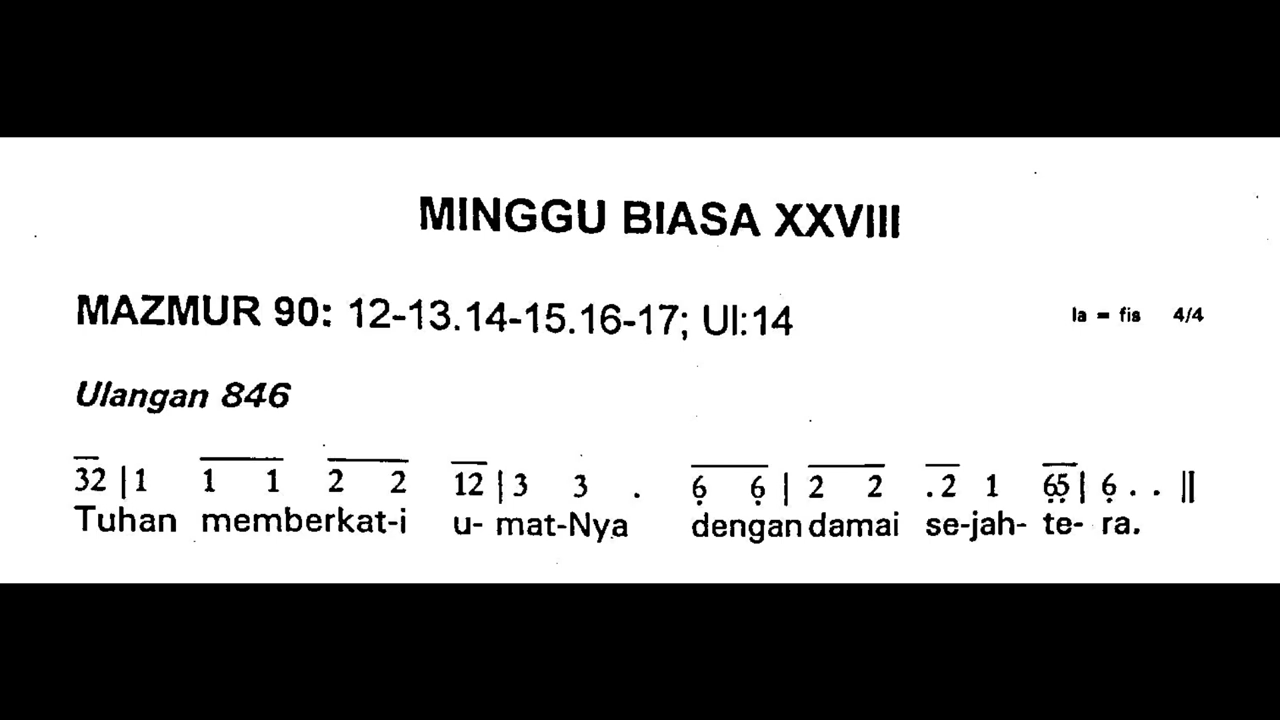 MINGGU BIASA XXVIII
MAZMUR 90: 12-13.14-15.16-17; Ul:14 la = fis 4/4
Ulangan 846
32 | 1 1 1 2 2 12 | 3 3 . 6̣ 6̣ | 2 2 .2 1 6̣5̣ | 6̣ . . ||
Tuhan memberkat-i u- mat-Nya dengan damai se-jah- te- ra.